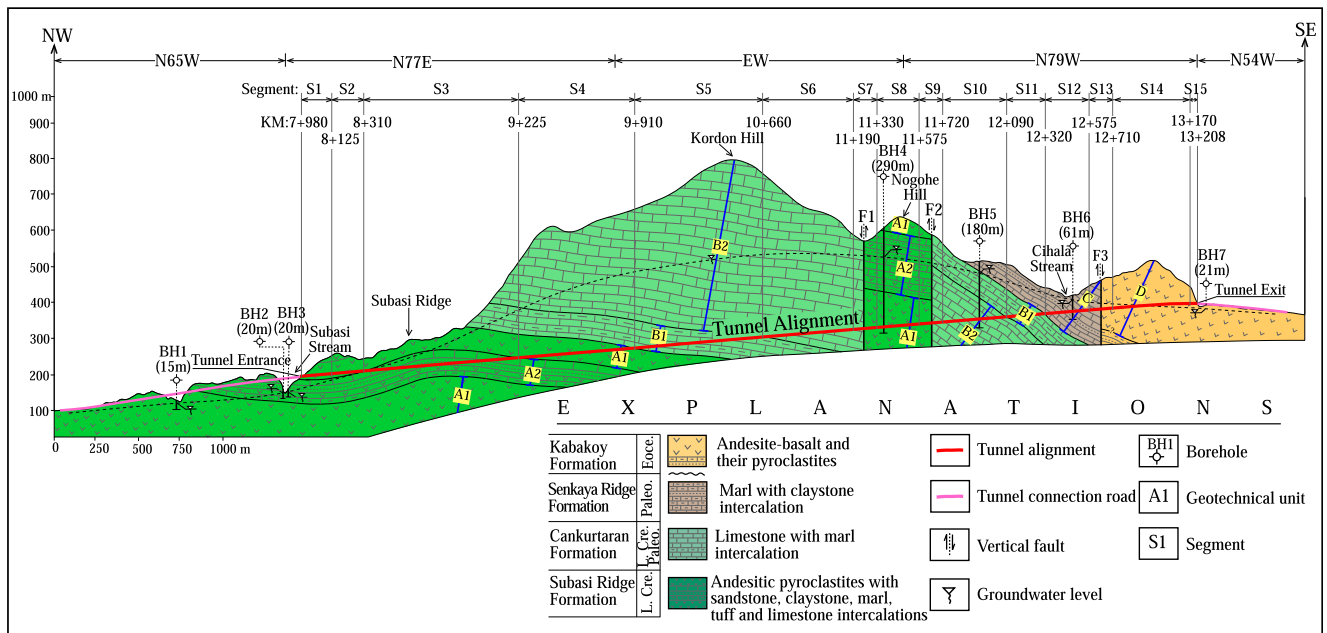 NW
SE
N65W
N77E
EW
N79W
N54W
Segment:
S1
S2
S3
S4
S5
S6
S7
S8
S9
S10
S11
S12
S13
S14
S15
1000 m
900
800
700
600
500
400
300
200
100
KM:7+980
8+125
8+310
9+225
9+910
10+660
11+190
11+330
11+575
11+720
12+090
12+320
12+575
12+710
13+170
13+208
Kordon Hill
BH4
(290m)
Nogohe
Hill
F1
F2
BH5
(180m)
BH6
(61m)
Cihala
Stream
F3
BH7
(21m)
Tunnel Exit
Subasi Ridge
BH2
(20m)
BH3
(20m)
Subasi
Stream
BH1
(15m)
Tunnel Entrance
Tunnel Alignment
A1
A2
A1
B1
B2
A1
A2
A1
B2
B1
C
D
0
250
500
750
1000 m
E X P L A N A T I O N S
Kabakoy
Formation
Eoce.
Andesite-basalt and
their pyroclastites
Senkaya Ridge
Formation
Paleo.
Marl with claystone
intercalation
Cankurtaran
Formation
L. Cre.
Paleo.
Limestone with marl
intercalation
Subasi Ridge
Formation
L. Cre.
Andesitic pyroclastites with
sandstone, claystone, marl,
tuff and limestone intercalations
Tunnel alignment
Tunnel connection road
Vertical fault
Groundwater level
BH1
Borehole
A1
Geotechnical unit
S1
Segment